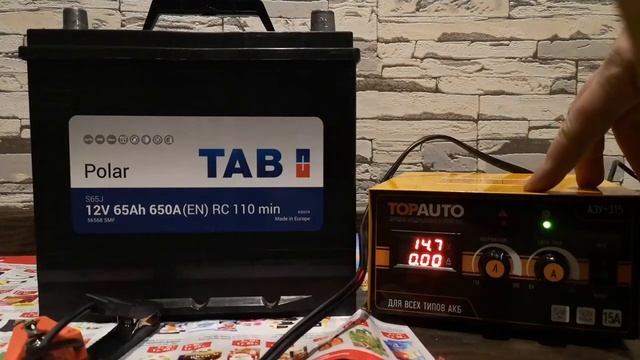 TAB
Polar
S65J
12V 65Ah 650A (EN) RC 110 min
56568 SMF
Made in Europe
TOPAUTO
АЗУ-315
14.7
0.00 A
A
ДЛЯ ВСЕХ ТИПОВ АКБ
15А